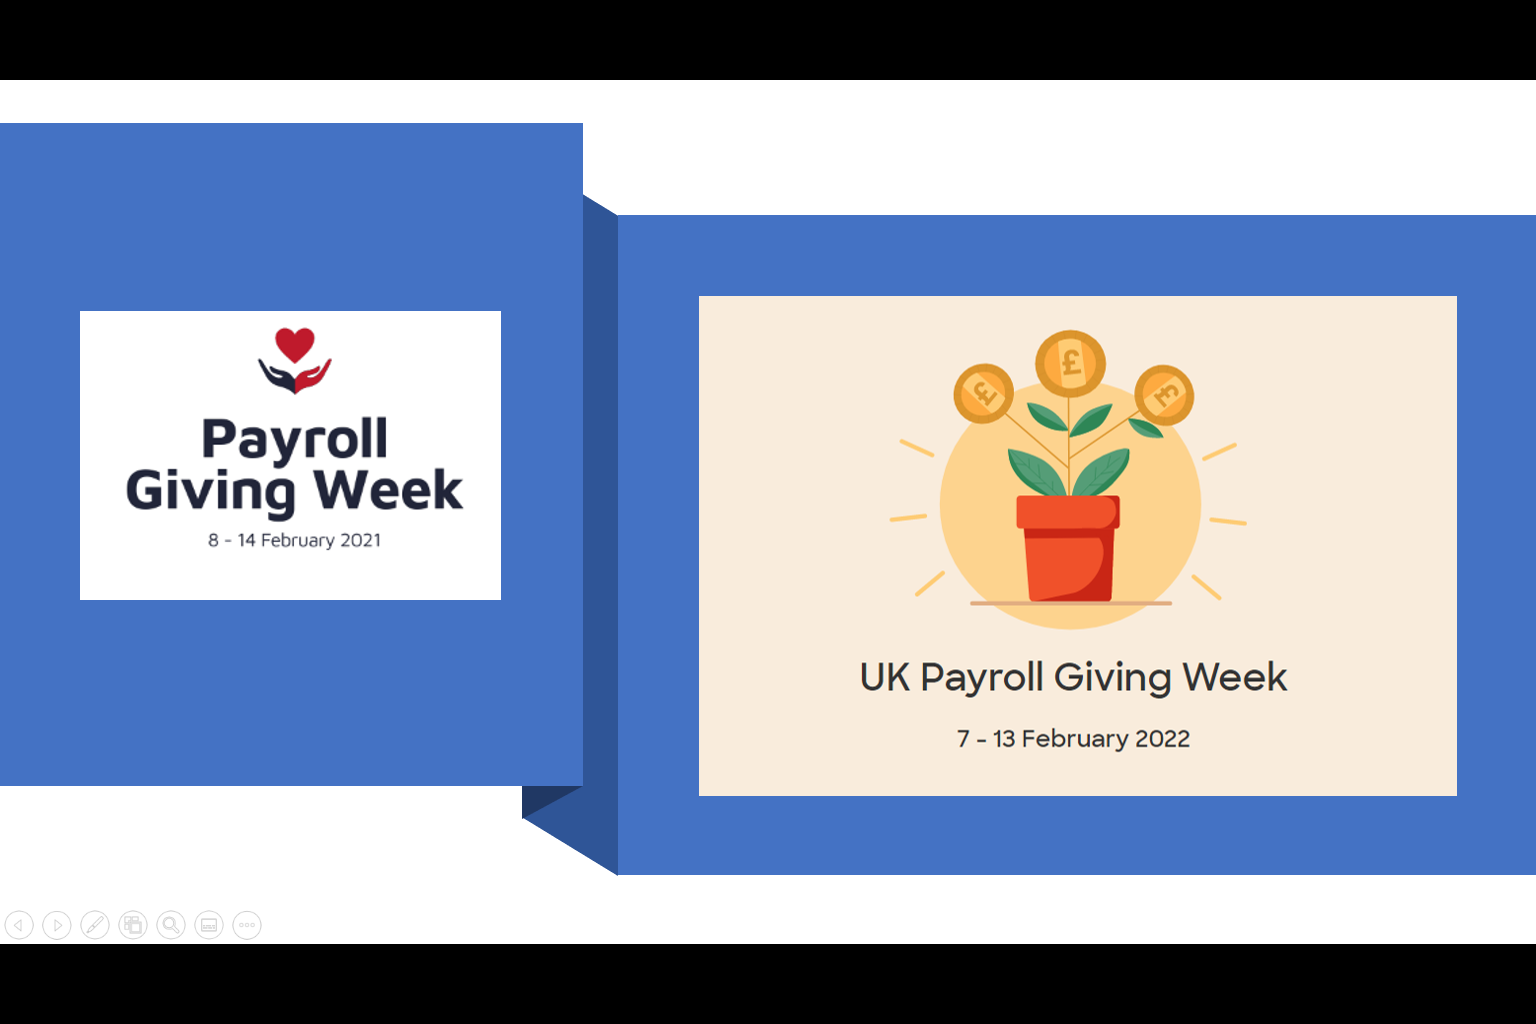 Payroll
Giving Week
8 - 14 February 2021
£
£
£
UK Payroll Giving Week
7 - 13 February 2022